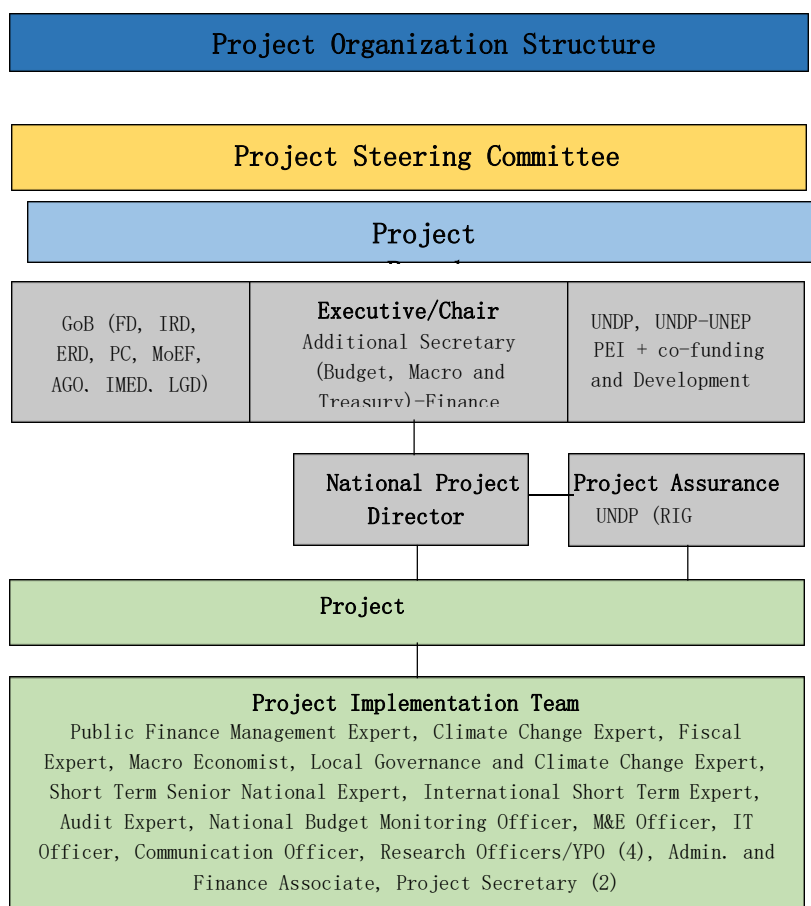 Project Organization Structure
Project Steering Committee
Project
GoB (FD, IRD,
ERD, PC, MoEF,
AGO, IMED, LGD)
Executive/Chair
Additional Secretary
(Budget, Macro and
Treasury)-Finance
UNDP, UNDP-UNEP
PEI + co-funding
and Development
National Project
Director
Project Assurance
UNDP (RIG
Project
Project Implementation Team
Public Finance Management Expert, Climate Change Expert, Fiscal
Expert, Macro Economist, Local Governance and Climate Change Expert,
Short Term Senior National Expert, International Short Term Expert,
Audit Expert, National Budget Monitoring Officer, M&E Officer, IT
Officer, Communication Officer, Research Officers/YPO (4), Admin. and
Finance Associate, Project Secretary (2)